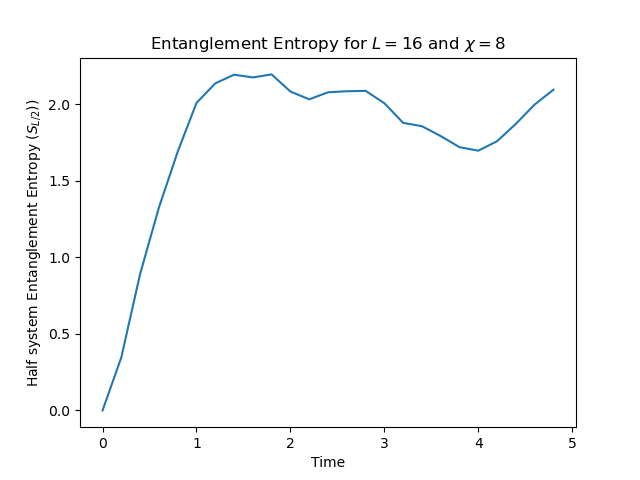 Entanglement Entropy for $L = 16$ and $\chi = 8$
Half system Entanglement Entropy ($S_{L/2}$))
2.0
1.5
1.0
0.5
0.0
0 1 2 3 4 5
Time